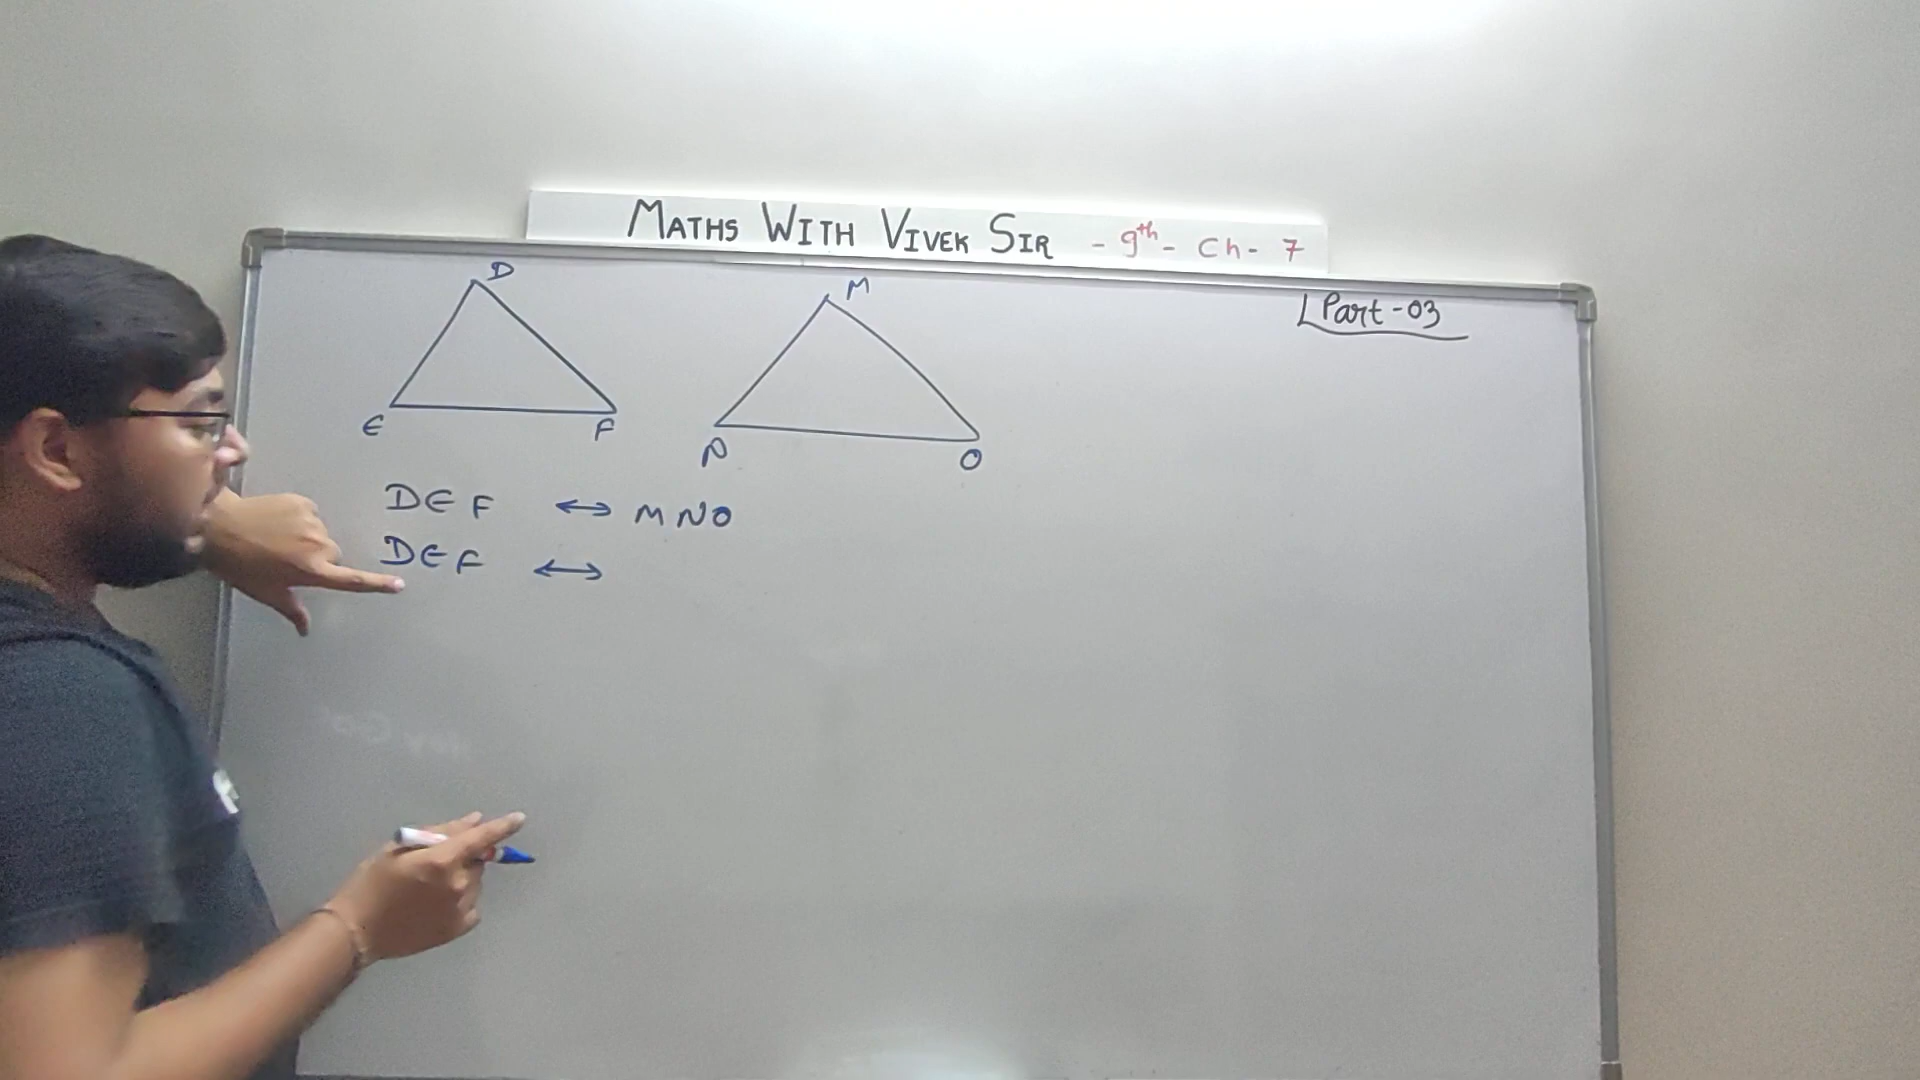 MATHS WITH VIVEK SIR - 9th - Ch - 7
Part - 03
D
M
E
F
N
O
DEF ↔ MNO
DEF ↔